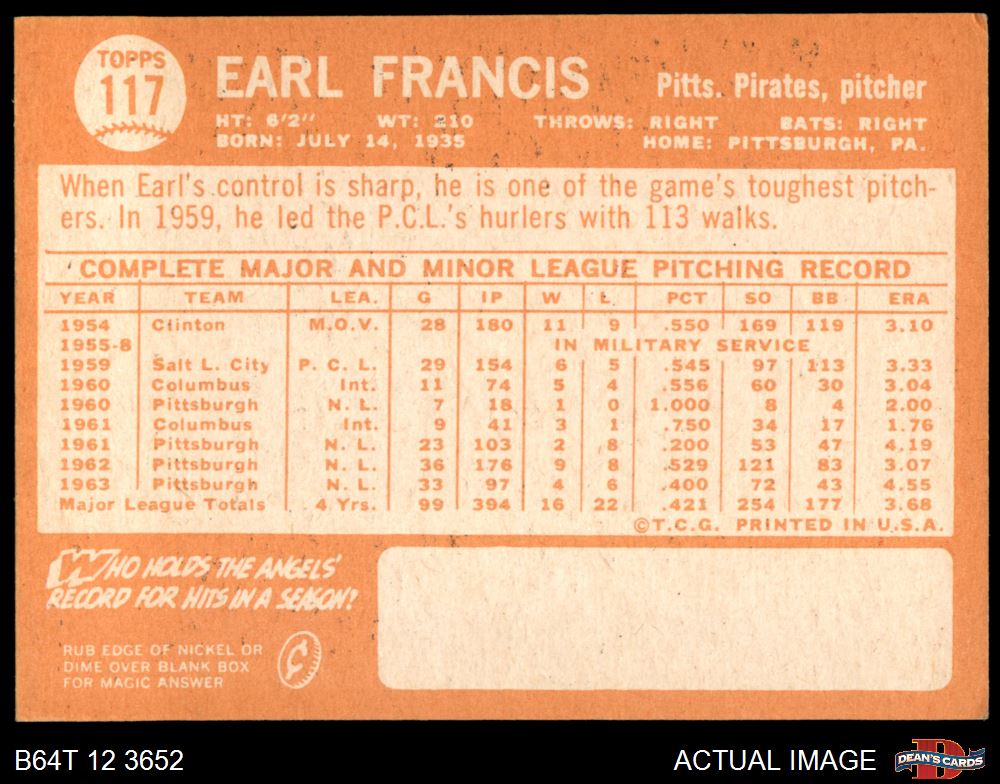 TOPPS
117
EARL FRANCIS
Pitts. Pirates, pitcher
HT: 6'2" WT: 210 THROWS: RIGHT BATS: RIGHT
BORN: JULY 14, 1935 HOME: PITTSBURGH, PA.
When Earl's control is sharp, he is one of the game's toughest pitch-
ers. In 1959, he led the P.C.L.'s hurlers with 113 walks.
COMPLETE MAJOR AND MINOR LEAGUE PITCHING RECORD
YEAR TEAM LEA. G IP W L PCT SO BB ERA
1954 Clinton M.O.V. 28 180 11 9 .550 169 119 3.10
1955-8 IN MILITARY SERVICE
1959 Salt L. City P. C. L. 29 154 6 5 .545 97 113 3.33
1960 Columbus Int. 11 74 5 4 .556 60 30 3.04
1960 Pittsburgh N. L. 7 18 1 0 1.000 8 4 2.00
1961 Columbus Int. 9 41 3 1 .750 34 17 1.76
1961 Pittsburgh N. L. 23 103 2 8 .200 53 47 4.19
1962 Pittsburgh N. L. 36 176 9 8 .529 121 83 3.07
1963 Pittsburgh N. L. 33 97 4 6 .400 72 43 4.55
Major League Totals 4 Yrs. 99 394 16 22 .421 254 177 3.68
©T.C.G. PRINTED IN U.S.A.
WHO HOLDS THE ANGELS'
RECORD FOR HITS IN A SEASON?
RUB EDGE OF NICKEL OR
DIME OVER BLANK BOX
FOR MAGIC ANSWER
B64T 12 3652
ACTUAL IMAGE
DEAN'S CARDS